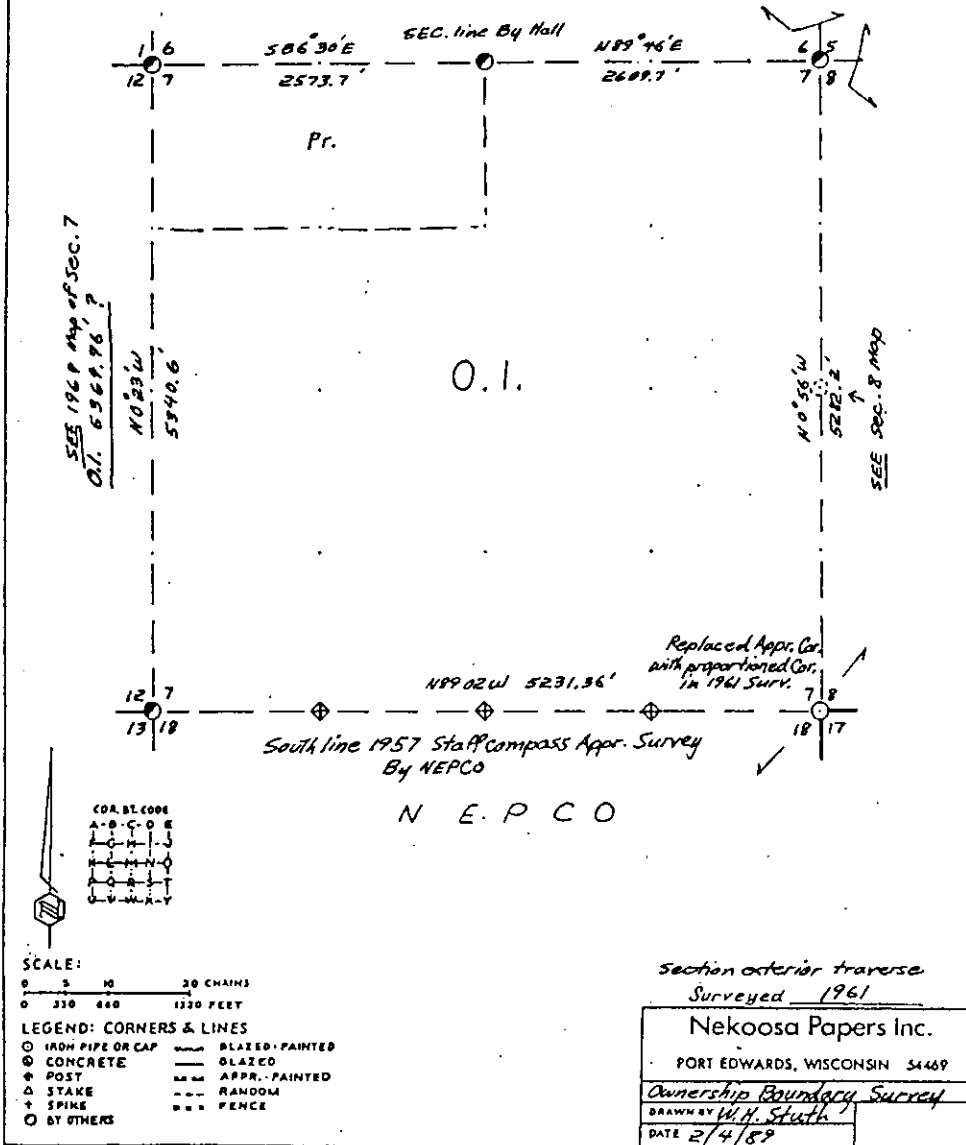 SEC. line By Hall
1 6
12 7
S86°30'E
2573.7'
N89°46'E
2609.7'
6 5
7 8
Pr.
SEE 1969 Map of Sec. 7
O.I. 5369.96' ?
N0°23'W
5340.6'
O.I.
N0°56'W
5282.2'
SEE Sec. 8 Map
Replaced Appr. Cor.
with proportioned Cor.
in 1961 Surv.
12 7
13 18
N89 02W 5231.36'
7 8
18 17
South line 1957 Staff compass Appr. Survey
By NEPCO
N E. P C O
COR. BT. CODE
A-B-C-D E
SCALE:
0 5 10 20 CHAINS
0 330 660 1320 FEET
LEGEND: CORNERS & LINES
IRON PIPE OR CAP BLAZED-PAINTED
CONCRETE BLAZED
POST APPR.-PAINTED
STAKE RANDOM
SPIKE FENCE
BY OTHERS
Section exterior traverse
Surveyed 1961
Nekoosa Papers Inc.
PORT EDWARDS, WISCONSIN 54469
Ownership Boundary Survey
DRAWN BY W.H. Stuth
DATE 2/4/89